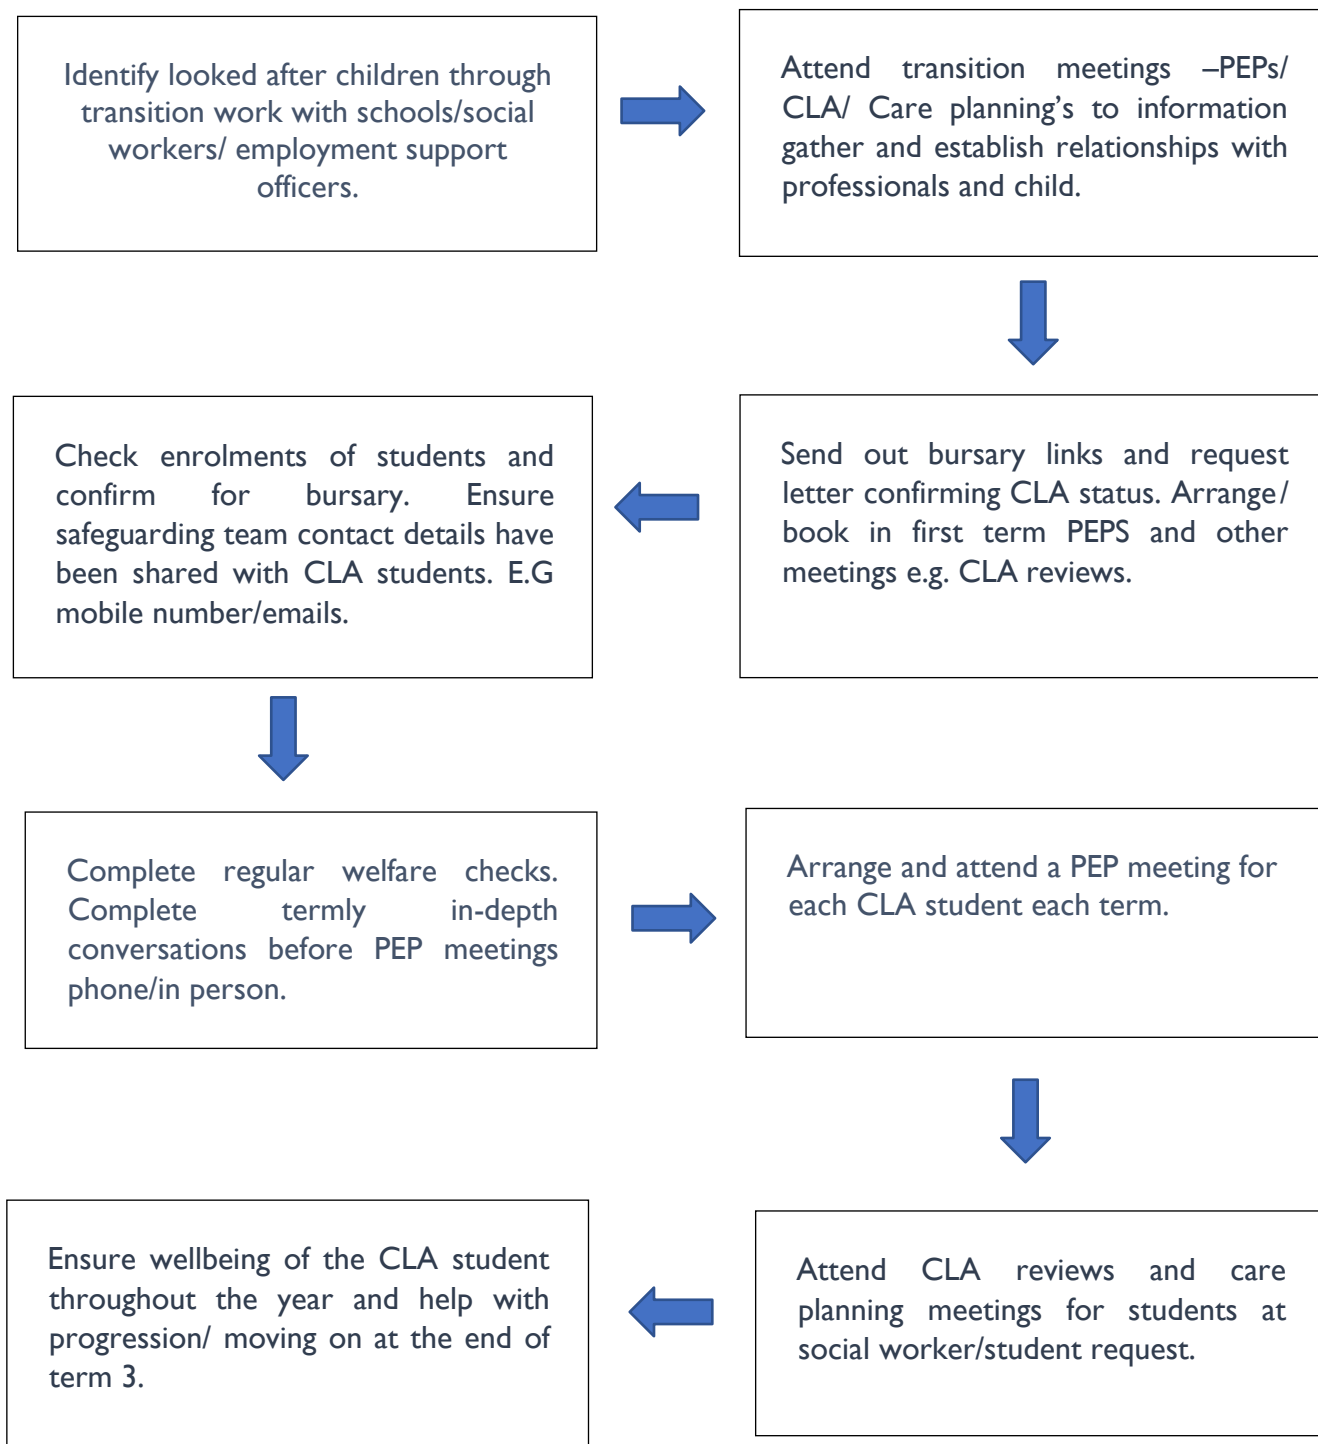 Identify looked after children through
transition work with schools/social
workers/ employment support
officers.
Attend transition meetings –PEPs/
CLA/ Care planning's to information
gather and establish relationships with
professionals and child.
Send out bursary links and request
letter confirming CLA status. Arrange/
book in first term PEPS and other
meetings e.g. CLA reviews.
Check enrolments of students and
confirm for bursary. Ensure
safeguarding team contact details have
been shared with CLA students. E.G
mobile number/emails.
Complete regular welfare checks.
Complete termly in-depth
conversations before PEP meetings
phone/in person.
Arrange and attend a PEP meeting for
each CLA student each term.
Attend CLA reviews and care
planning meetings for students at
social worker/student request.
Ensure wellbeing of the CLA student
throughout the year and help with
progression/ moving on at the end of
term 3.